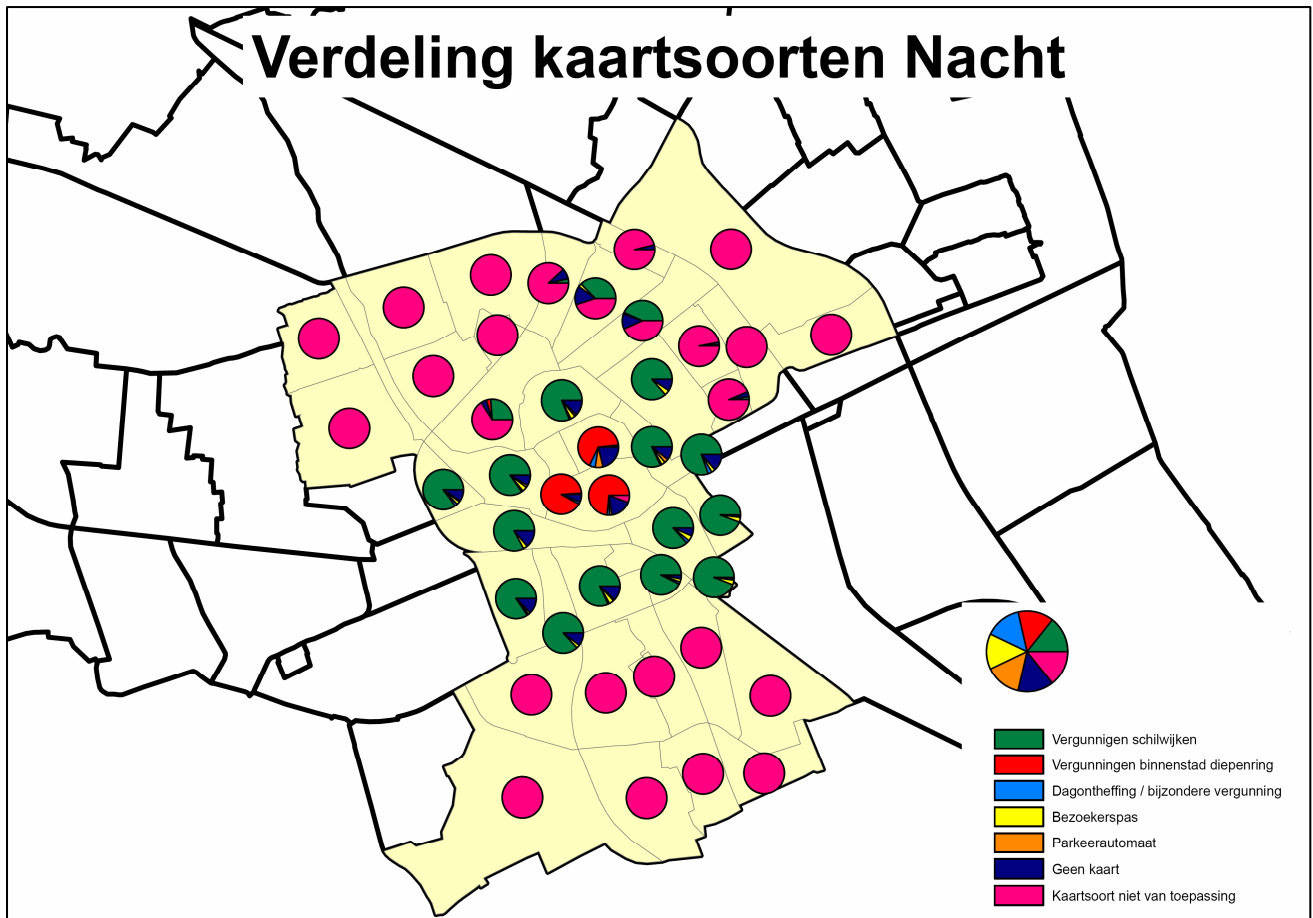 Verdeling kaartsoorten Nacht
Vergunnigen schilwijken
Vergunningen binnenstad diepenring
Dagontheffing / bijzondere vergunning
Bezoekerspas
Parkeerautomaat
Geen kaart
Kaartsoort niet van toepassing